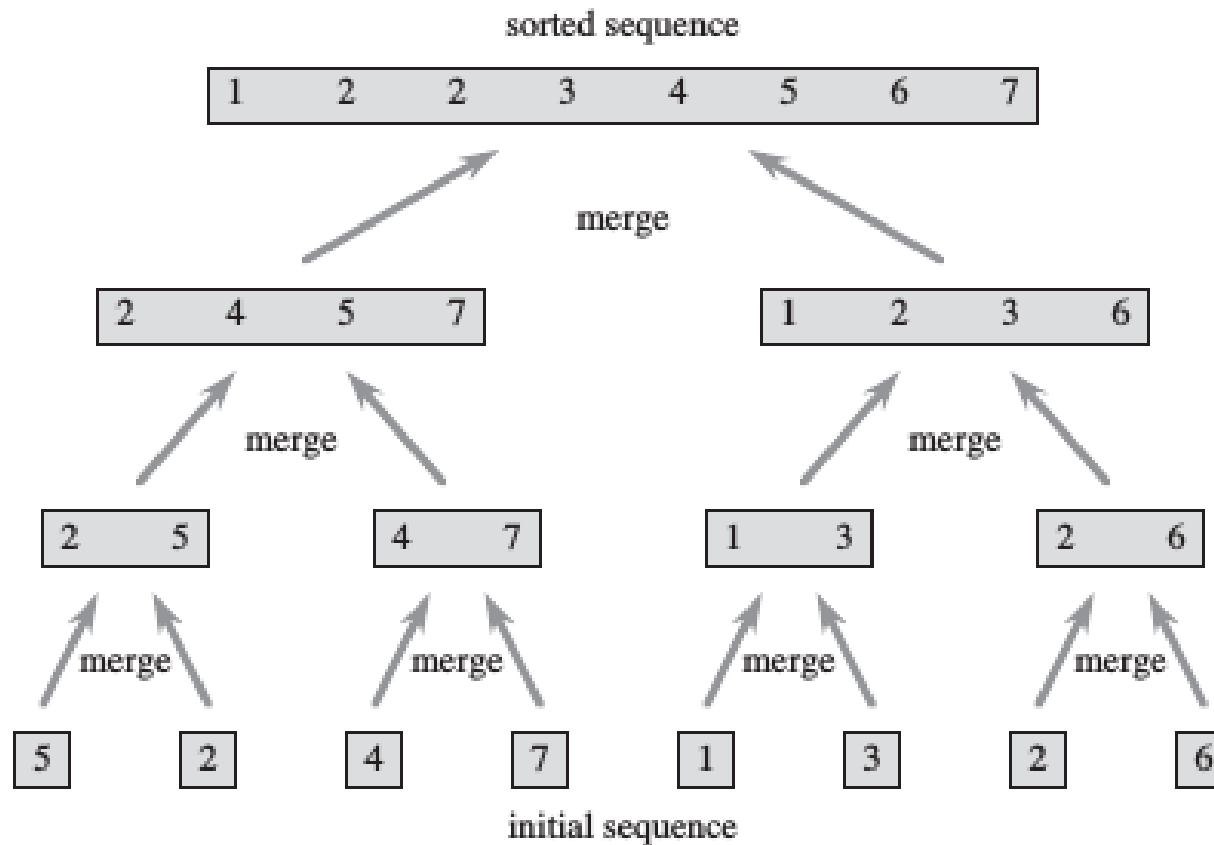 sorted sequence
1 2 2 3 4 5 6 7
merge
2 4 5 7
1 2 3 6
merge
merge
2 5
4 7
1 3
2 6
merge
merge
merge
merge
5
2
4
7
1
3
2
6
initial sequence